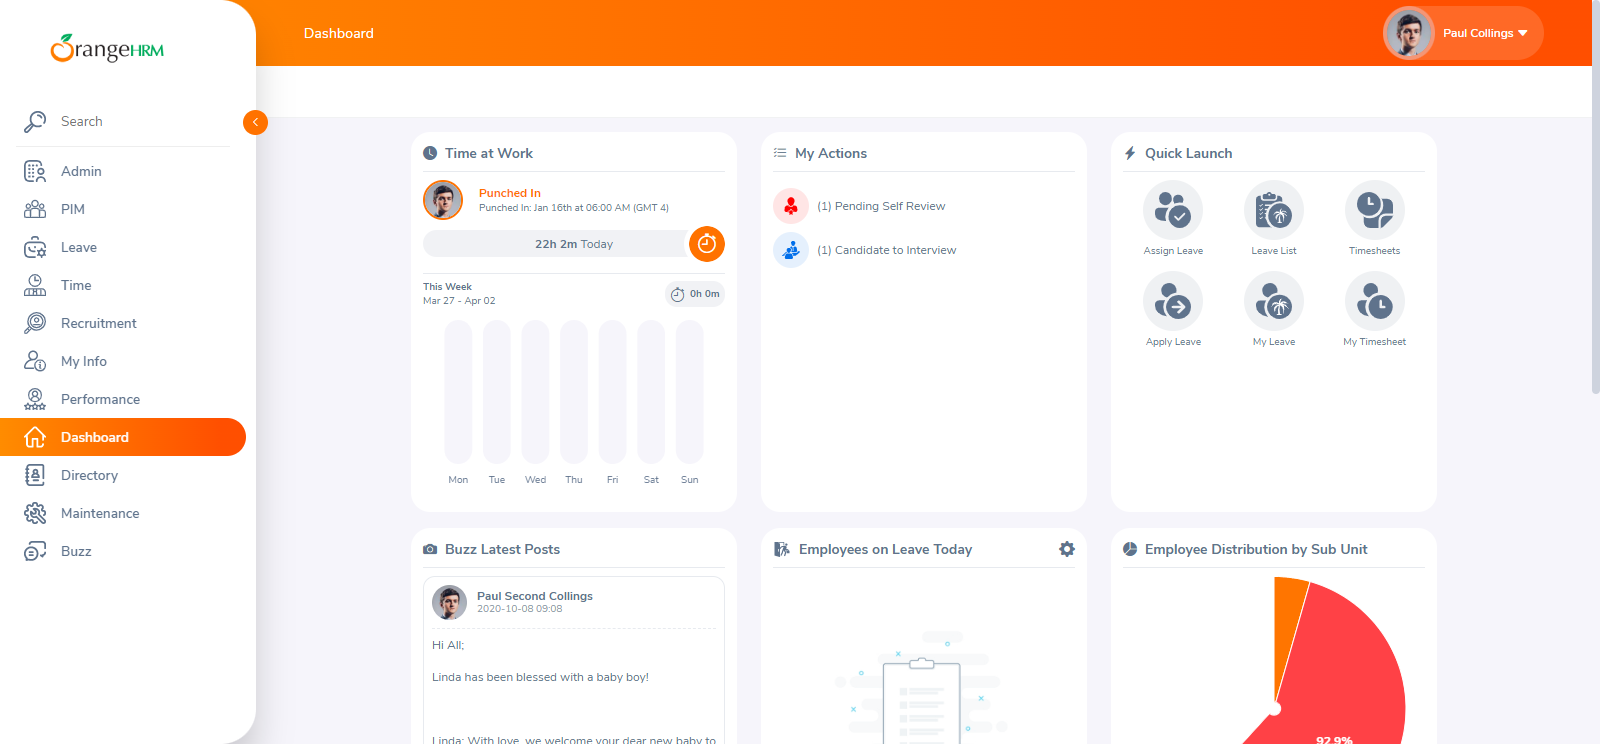 OrangeHRM
Dashboard
Paul Collings
Search
Admin
PIM
Leave
Time
Recruitment
My Info
Performance
Dashboard
Directory
Maintenance
Buzz
Time at Work
Punched In
Punched In: Jan 16th at 06:00 AM (GMT 4)
22h 2m Today
This Week
Mar 27 - Apr 02
0h 0m
Mon Tue Wed Thu Fri Sat Sun
My Actions
(1) Pending Self Review
(1) Candidate to Interview
Quick Launch
Assign Leave
Leave List
Timesheets
Apply Leave
My Leave
My Timesheet
Buzz Latest Posts
Paul Second Collings
2020-10-08 09:08
Hi All;
Linda has been blessed with a baby boy!
Linda: With love, we welcome your dear new baby to
Employees on Leave Today
Employee Distribution by Sub Unit
92.9%